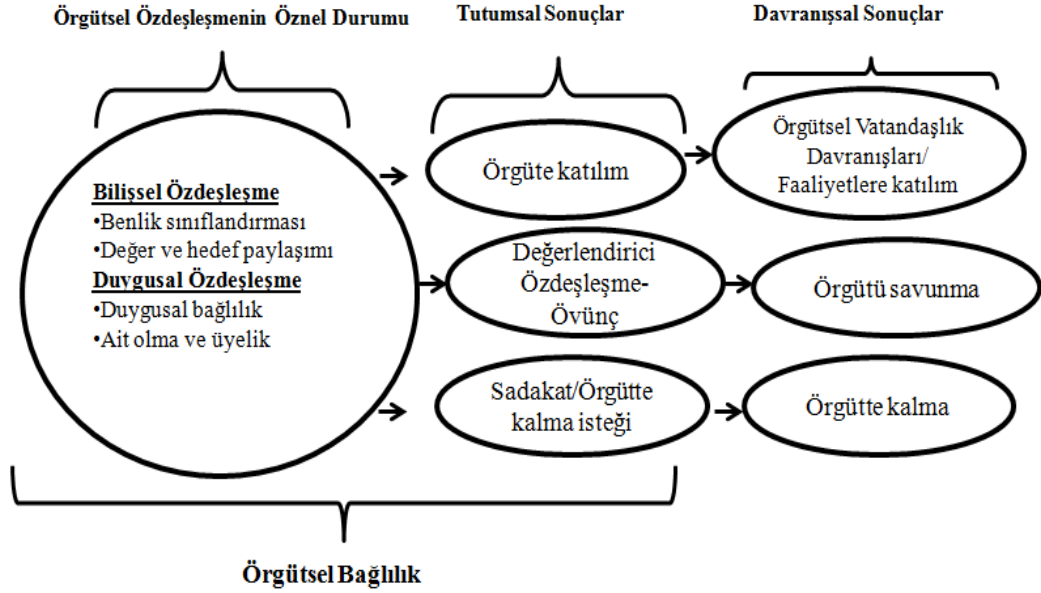 Örgütsel Özdeşleşmenin Öznel Durumu
Tutumsal Sonuçlar
Davranışsal Sonuçlar
Bilişsel Özdeşleşme
•Benlik sınıflandırması
•Değer ve hedef paylaşımı
Duygusal Özdeşleşme
•Duygusal bağlılık
•Ait olma ve üyelik
Örgüte katılım
Örgütsel Vatandaşlık
Davranışları/
Faaliyetlere katılım
Değerlendirici
Özdeşleşme-
Övünç
Örgütü savunma
Sadakat/Örgütte
kalma isteği
Örgütte kalma
Örgütsel Bağlılık